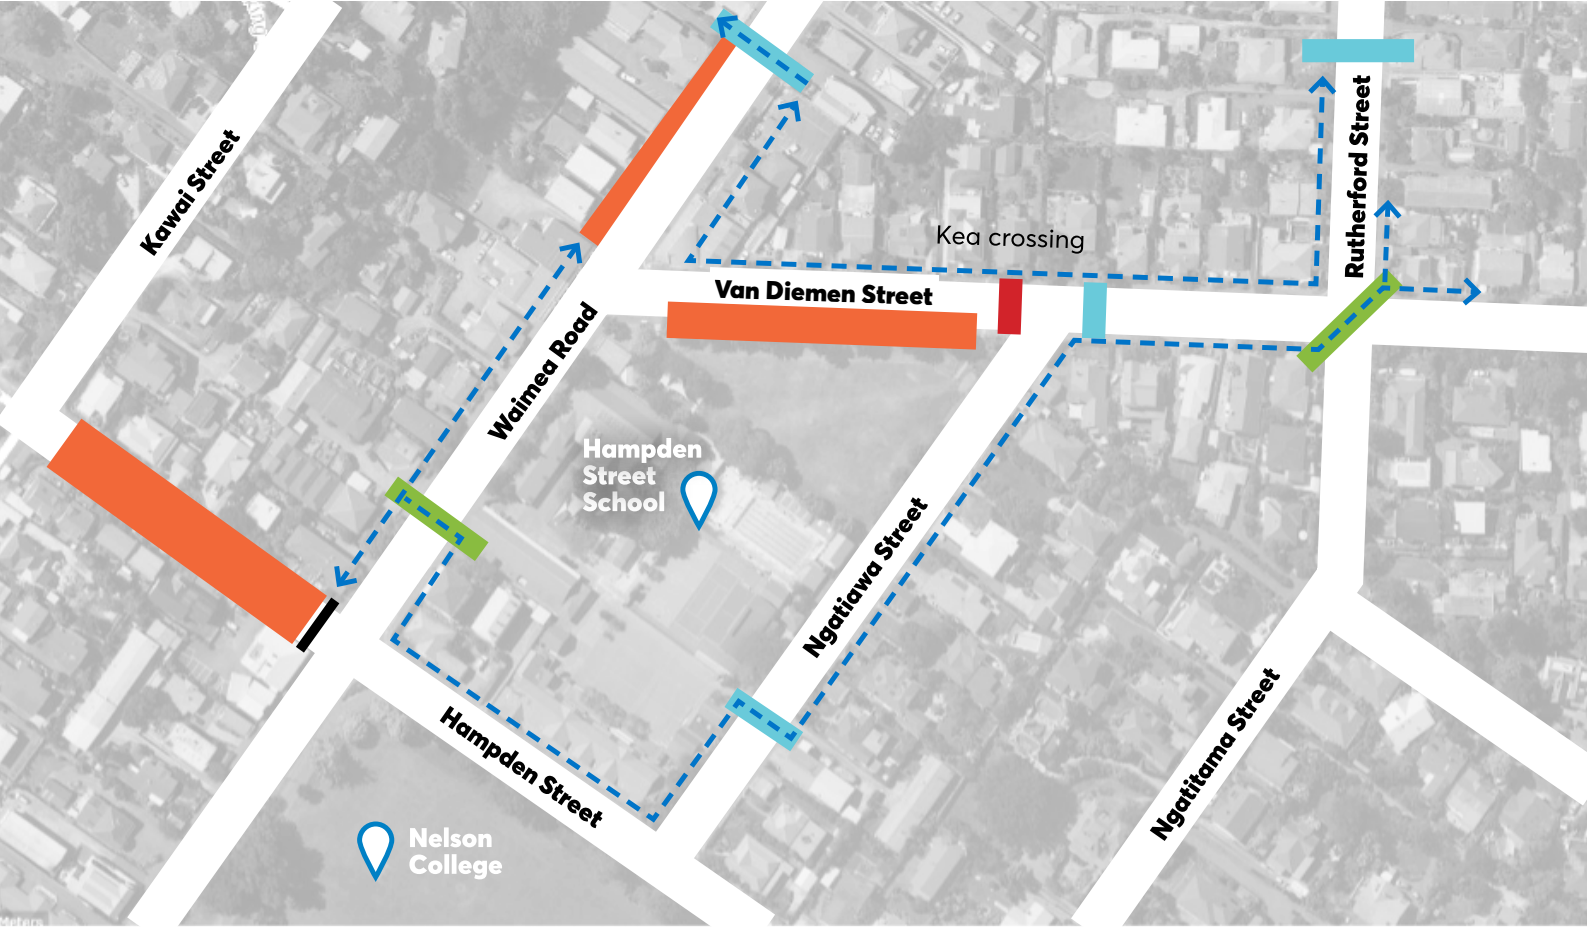 Kawai Street
Rutherford Street
Kea crossing
Van Diemen Street
Waimea Road
Hampden
Street
School
Ngatiawa Street
Ngatitama Street
Hampden Street
Nelson
College
Meters